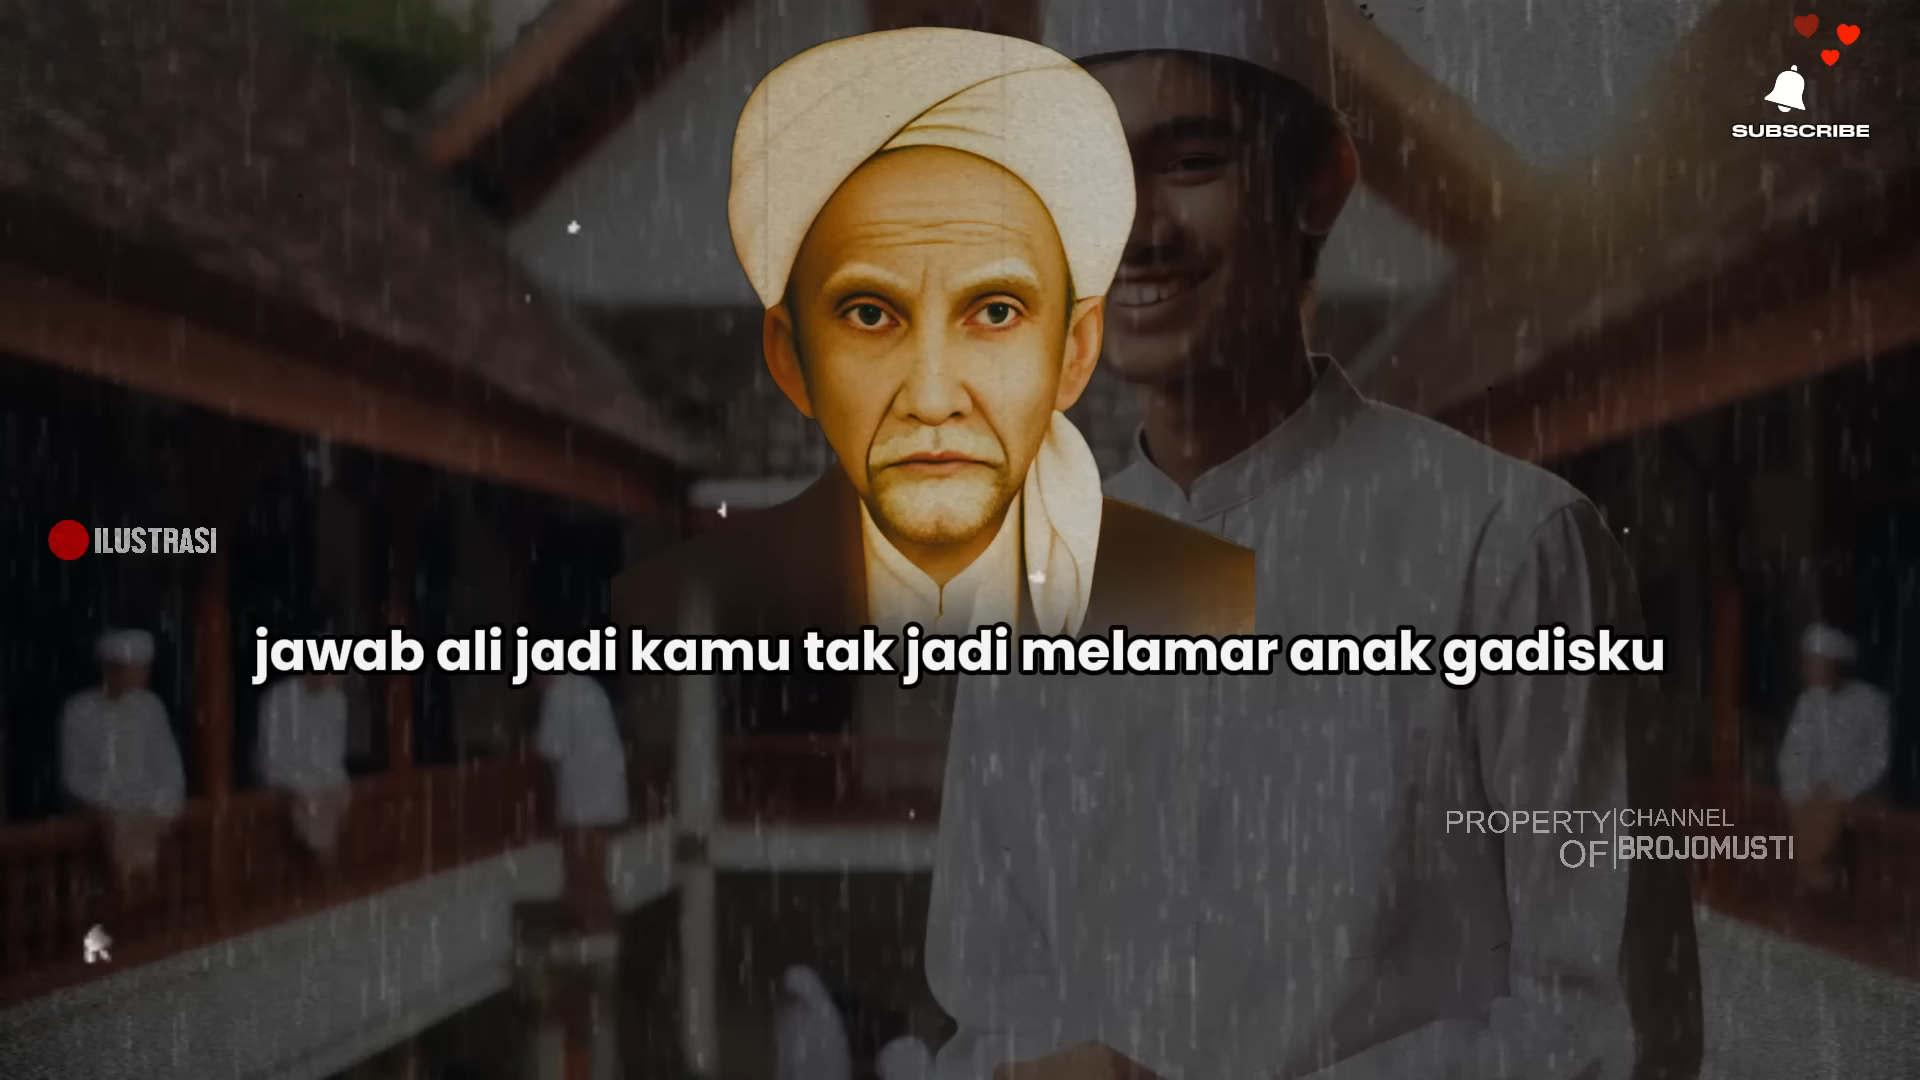 SUBSCRIBE
ILUSTRASI
jawab ali jadi kamu tak jadi melamar anak gadisku
PROPERTY OF
CHANNEL
BROJOMUSTI